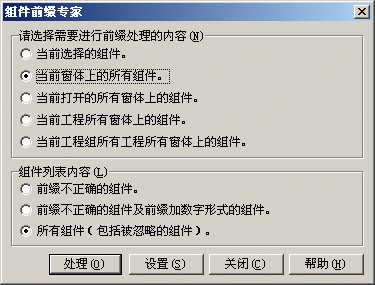 组件前缀专家
请选择需要进行前缀处理的内容(N)
当前选择的组件。
当前窗体上的所有组件。
当前打开的所有窗体上的组件。
当前工程所有窗体上的组件。
当前工程组所有工程所有窗体上的组件。
组件列表内容(L)
前缀不正确的组件。
前缀不正确的组件及前缀加数字形式的组件。
所有组件(包括被忽略的组件)。
处理(O) 设置(S) 关闭(C) 帮助(H)